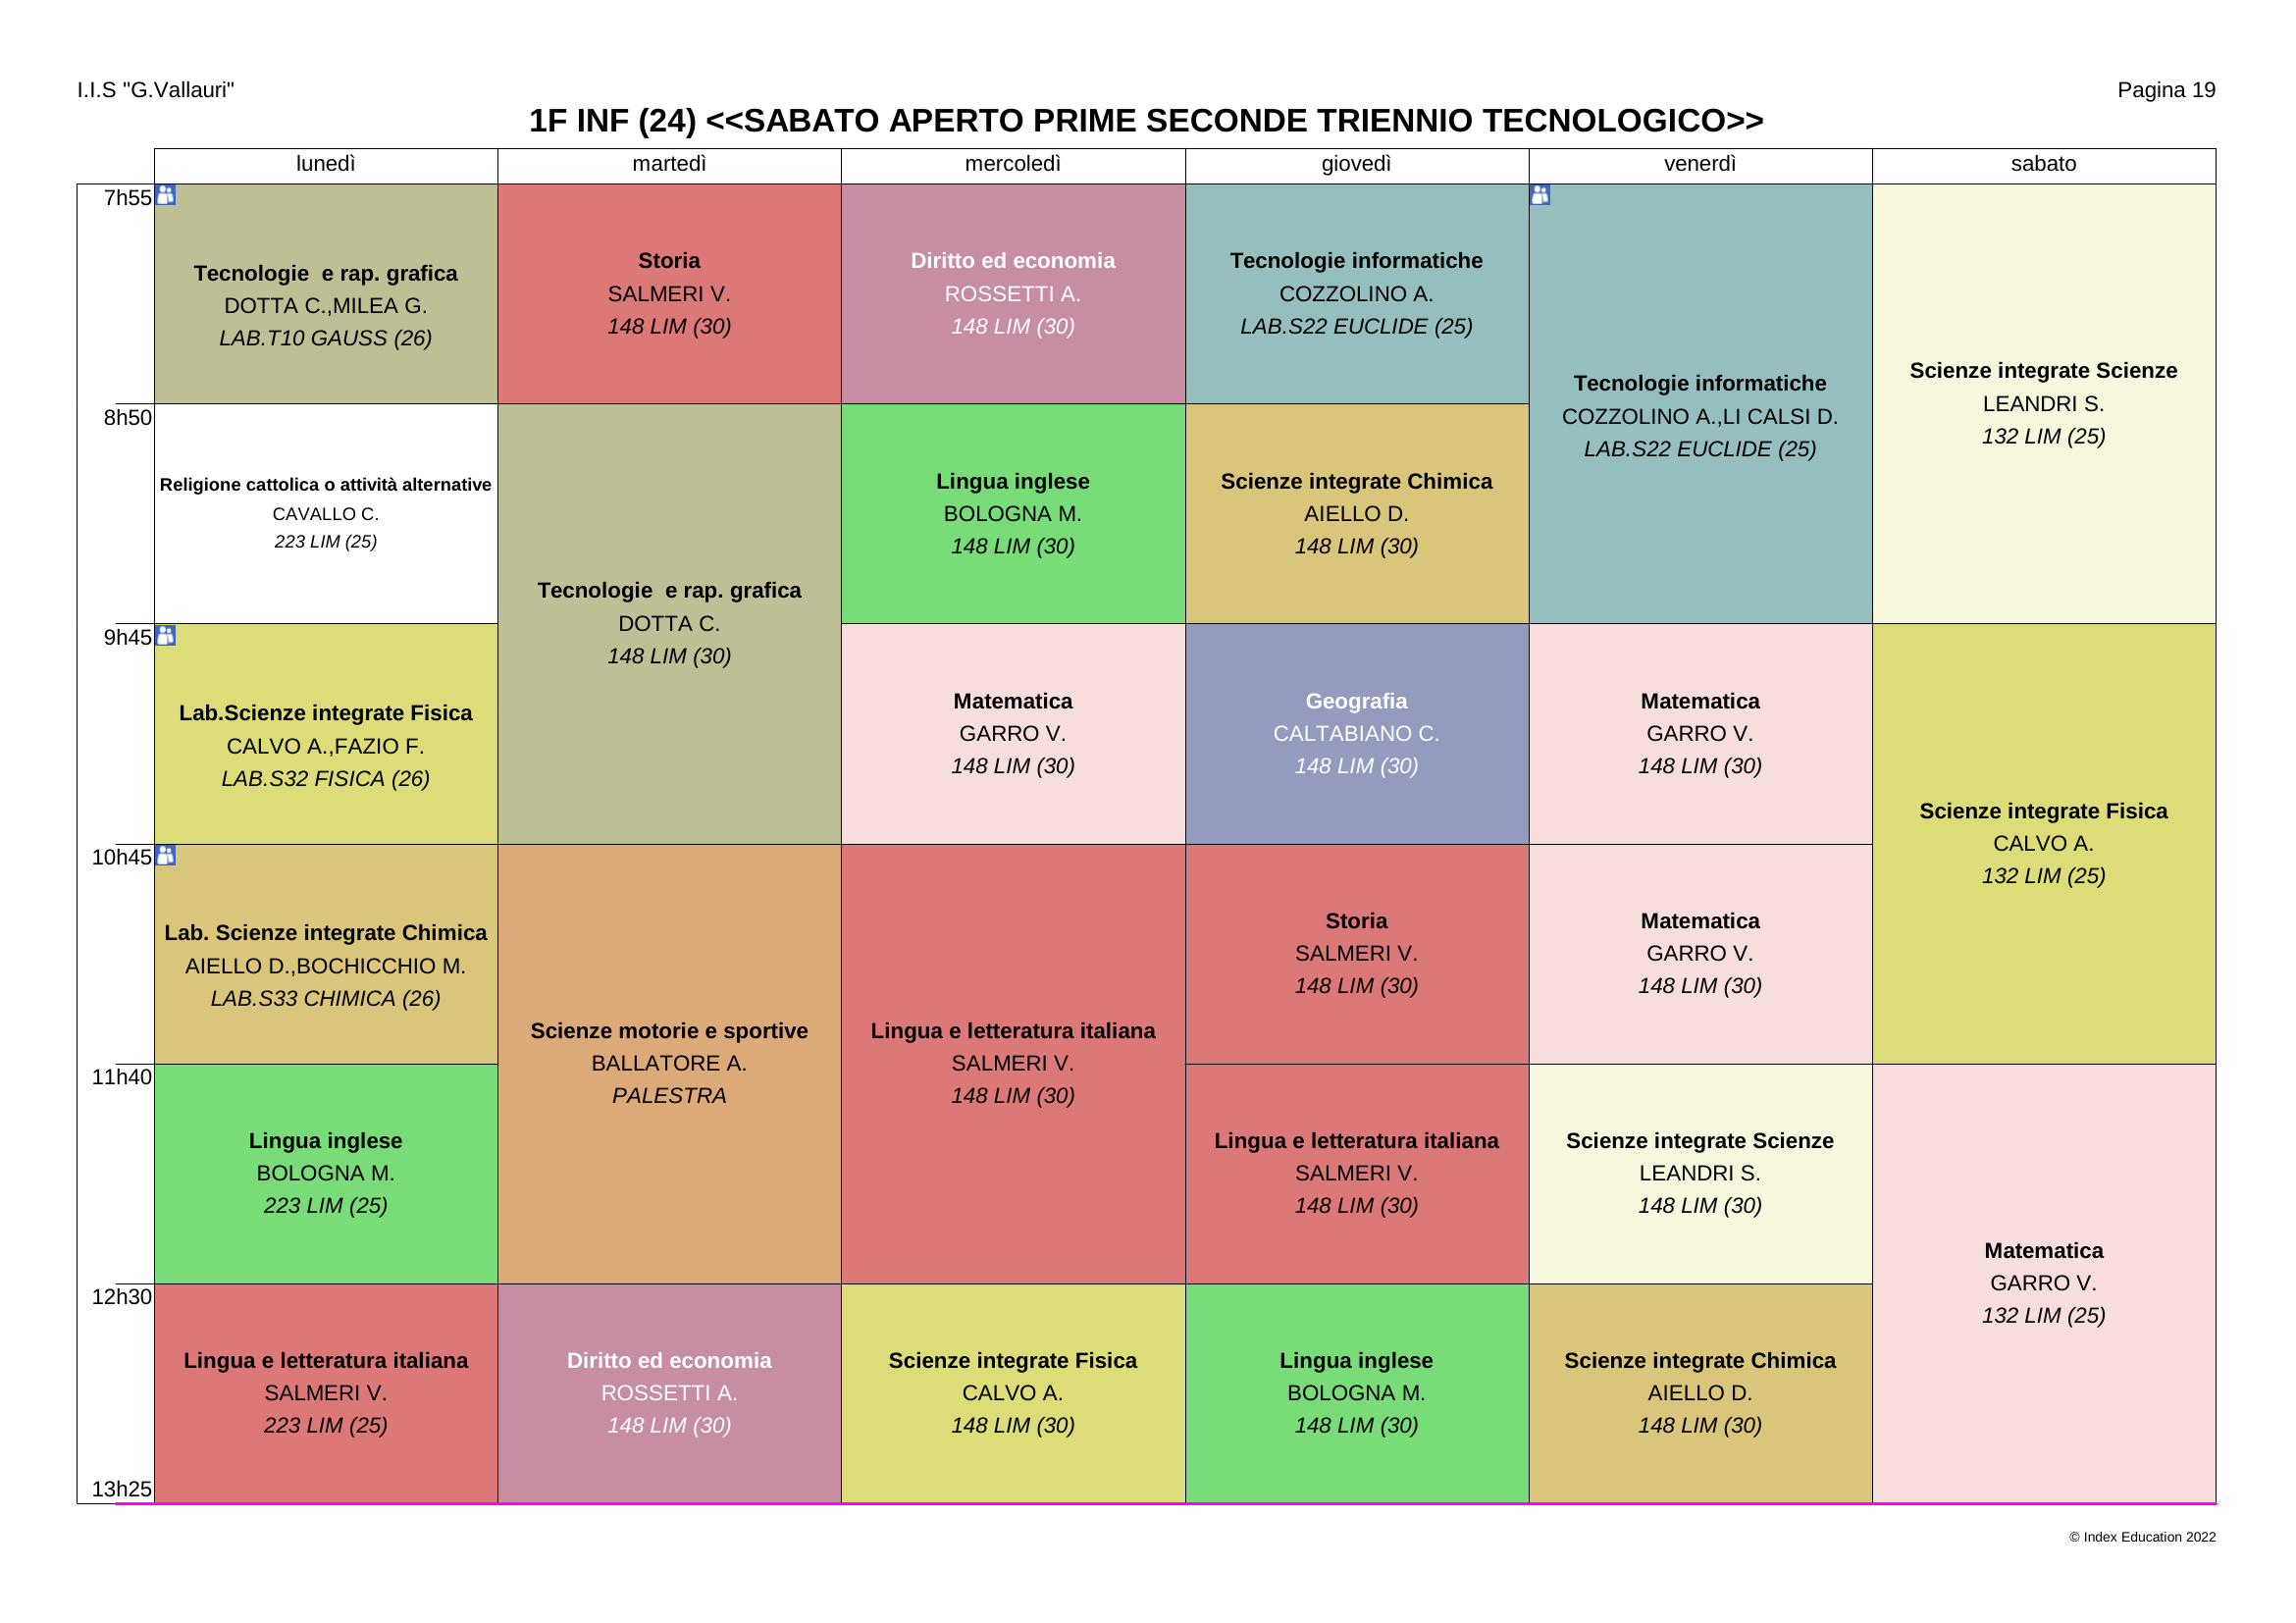 I.I.S "G.Vallauri"
Pagina 19
1F INF (24) <<SABATO APERTO PRIME SECONDE TRIENNIO TECNOLOGICO>>
lunedì
martedì
mercoledì
giovedì
venerdì
sabato
7h55
Tecnologie  e rap. grafica
DOTTA C.,MILEA G.
LAB.T10 GAUSS (26)
Storia
SALMERI V.
148 LIM (30)
Diritto ed economia
ROSSETTI A.
148 LIM (30)
Tecnologie informatiche
COZZOLINO A.
LAB.S22 EUCLIDE (25)
Tecnologie informatiche
COZZOLINO A.,LI CALSI D.
LAB.S22 EUCLIDE (25)
Scienze integrate Scienze
LEANDRI S.
132 LIM (25)
8h50
Religione cattolica o attività alternative
CAVALLO C.
223 LIM (25)
Tecnologie  e rap. grafica
DOTTA C.
148 LIM (30)
Lingua inglese
BOLOGNA M.
148 LIM (30)
Scienze integrate Chimica
AIELLO D.
148 LIM (30)
9h45
Lab.Scienze integrate Fisica
CALVO A.,FAZIO F.
LAB.S32 FISICA (26)
Matematica
GARRO V.
148 LIM (30)
Geografia
CALTABIANO C.
148 LIM (30)
Matematica
GARRO V.
148 LIM (30)
Scienze integrate Fisica
CALVO A.
132 LIM (25)
10h45
Lab. Scienze integrate Chimica
AIELLO D.,BOCHICCHIO M.
LAB.S33 CHIMICA (26)
Scienze motorie e sportive
BALLATORE A.
PALESTRA
Lingua e letteratura italiana
SALMERI V.
148 LIM (30)
Storia
SALMERI V.
148 LIM (30)
Matematica
GARRO V.
148 LIM (30)
11h40
Lingua inglese
BOLOGNA M.
223 LIM (25)
Lingua e letteratura italiana
SALMERI V.
148 LIM (30)
Scienze integrate Scienze
LEANDRI S.
148 LIM (30)
Matematica
GARRO V.
132 LIM (25)
12h30
Lingua e letteratura italiana
SALMERI V.
223 LIM (25)
Diritto ed economia
ROSSETTI A.
148 LIM (30)
Scienze integrate Fisica
CALVO A.
148 LIM (30)
Lingua inglese
BOLOGNA M.
148 LIM (30)
Scienze integrate Chimica
AIELLO D.
148 LIM (30)
13h25
© Index Education 2022